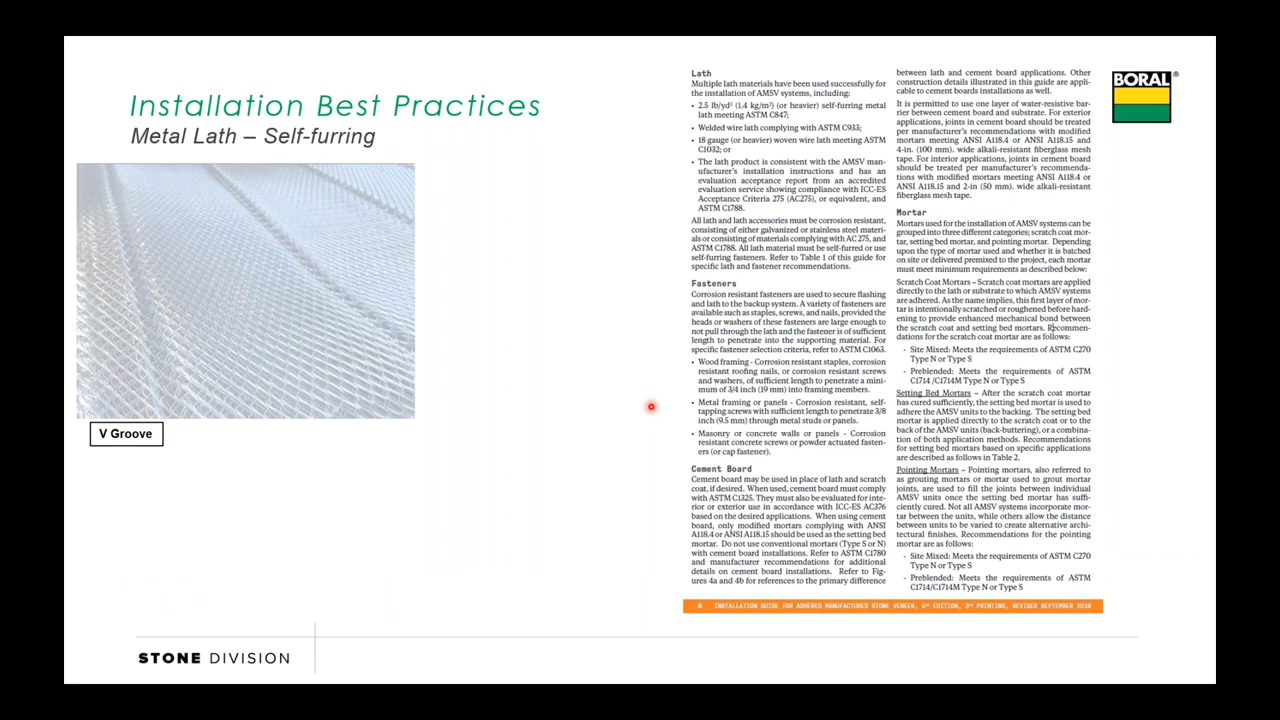 Installation Best Practices
Metal Lath – Self-furring
V Groove
Lath
Multiple lath materials have been used successfully for
the installation of AMSV systems, including:
• 2.5 lb/yd² (1.4 kg/m²) (or heavier) self-furring metal
lath meeting ASTM C847;
• Welded wire lath complying with ASTM C933;
• 18 gauge (or heavier) woven wire lath meeting ASTM
C1032; or
• The lath product is consistent with the AMSV man-
ufacturer's installation instructions and has an
evaluation acceptance report from an accredited
evaluation service showing compliance with ICC-ES
Acceptance Criteria 275 (AC275), or equivalent, and
ASTM C1788.
All lath and lath accessories must be corrosion resistant,
consisting of either galvanized or stainless steel materi-
als or consisting of materials complying with AC 275, and
ASTM C1788. All lath material must be self-furred or use
self-furring fasteners. Refer to Table 1 of this guide for
specific lath and fastener recommendations.
Fasteners
Corrosion resistant fasteners are used to secure flashing
and lath to the backup system. A variety of fasteners are
available such as staples, screws, and nails, provided the
heads or washers of these fasteners are large enough to
not pull through the lath and the fastener is of sufficient
length to penetrate into the supporting material. For
specific fastener selection criteria, refer to ASTM C1063.
• Wood framing - Corrosion resistant staples, corrosion
resistant roofing nails, or corrosion resistant screws
and washers, of sufficient length to penetrate a mini-
mum of 3/4 inch (19 mm) into framing members.
• Metal framing or panels - Corrosion resistant, self-
tapping screws with sufficient length to penetrate 3/8
inch (9.5 mm) through metal studs or panels.
• Masonry or concrete walls or panels - Corrosion
resistant concrete screws or powder actuated fasten-
ers (or cap fastener).
Cement Board
Cement board may be used in place of lath and scratch
coat, if desired. When used, cement board must comply
with ASTM C1325. They must also be evaluated for inte-
rior or exterior use in accordance with ICC-ES AC376
based on the desired applications. When using cement
board, only modified mortars complying with ANSI
A118.4 or ANSI A118.15 should be used as the setting bed
mortar. Do not use conventional mortars (Type S or N)
with cement board installations. Refer to ASTM C1780
and manufacturer recommendations for additional
details on cement board installations. Refer to Fig-
ures 4a and 4b for references to the primary difference
between lath and cement board applications. Other
construction details illustrated in this guide are appli-
cable to cement boards installations as well.
It is permitted to use one layer of water-resistive bar-
rier between cement board and substrate. For exterior
applications, joints in cement board should be treated
per manufacturer's recommendations with modified
mortars meeting ANSI A118.4 or ANSI A118.15 and
4-in. (100 mm). wide alkali-resistant fiberglass mesh
tape. For interior applications, joints in cement board
should be treated per manufacturer's recommenda-
tions with modified mortars meeting ANSI A118.4 or
ANSI A118.15 and 2-in (50 mm). wide alkali-resistant
fiberglass mesh tape.
Mortar
Mortars used for the installation of AMSV systems can be
grouped into three different categories; scratch coat mor-
tar, setting bed mortar, and pointing mortar. Depending
upon the type of mortar used and whether it is batched
on site or delivered premixed to the project, each mortar
must meet minimum requirements as described below:
Scratch Coat Mortars – Scratch coat mortars are applied
directly to the lath or substrate to which AMSV systems
are adhered. As the name implies, this first layer of mor-
tar is intentionally scratched or roughened before hard-
ening to provide enhanced mechanical bond between
the scratch coat and setting bed mortars. Recommen-
dations for the scratch coat mortar are as follows:
- Site Mixed: Meets the requirements of ASTM C270
Type N or Type S
- Preblended: Meets the requirements of ASTM
C1714 /C1714M Type N or Type S
Setting Bed Mortars – After the scratch coat mortar
has cured sufficiently, the setting bed mortar is used to
adhere the AMSV units to the backing. The setting bed
mortar is applied directly to the scratch coat or to the
back of the AMSV units (back-buttering), or a combina-
tion of both application methods. Recommendations
for setting bed mortars based on specific applications
are described as follows in Table 2.
Pointing Mortars – Pointing mortars, also referred to
as grouting mortars or mortar used to grout mortar
joints, are used to fill the joints between individual
AMSV units once the setting bed mortar has suffi-
ciently cured. Not all AMSV systems incorporate mor-
tar between the units, while others allow the distance
between units to be varied to create alternative archi-
tectural finishes. Recommendations for the pointing
mortar are as follows:
- Site Mixed: Meets the requirements of ASTM C270
Type N or Type S
- Preblended: Meets the requirements of ASTM
C1714/C1714M Type N or Type S
6 INSTALLATION GUIDE FOR ADHERED MANUFACTURED STONE VENEER, 5TH EDITION, 3RD PRINTING, REVISED SEPTEMBER 2018
BORAL®
STONE DIVISION